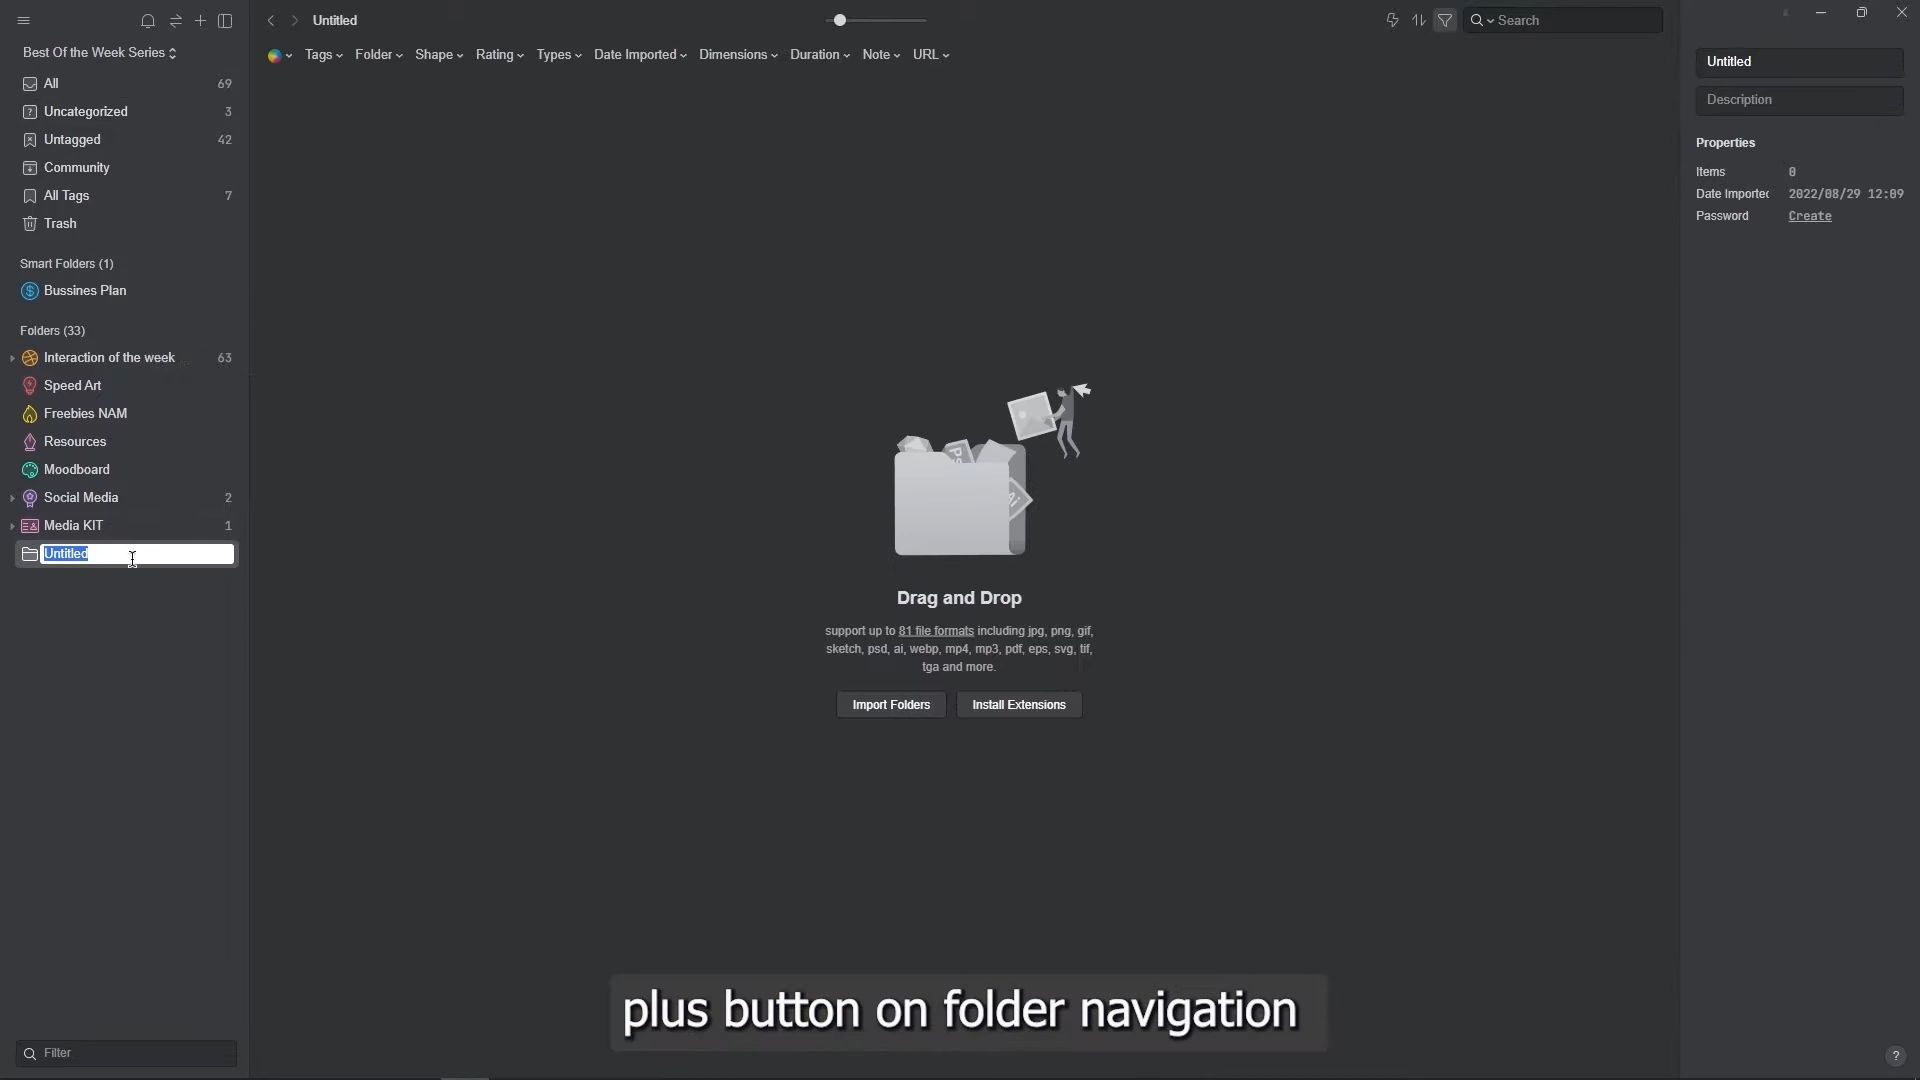 Untitled
Search
Best Of the Week Series
Tags
Folder
Shape
Rating
Types
Date Imported
Dimensions
Duration
Note
URL
All 69
Uncategorized 3
Untagged 42
Community
All Tags 7
Trash
Smart Folders (1)
Bussines Plan
Folders (33)
Interaction of the week 63
Speed Art
Freebies NAM
Resources
Moodboard
Social Media 2
Media KIT 1
Untitled
Filter
Ps
Ai
Drag and Drop
support up to 81 file formats including jpg, png, gif,
sketch, psd, ai, webp, mp4, mp3, pdf, eps, svg, tif,
tga and more.
Import Folders
Install Extensions
Untitled
Description
Properties
Items 0
Date Importec 2022/08/29 12:09
Password Create
plus button on folder navigation
?